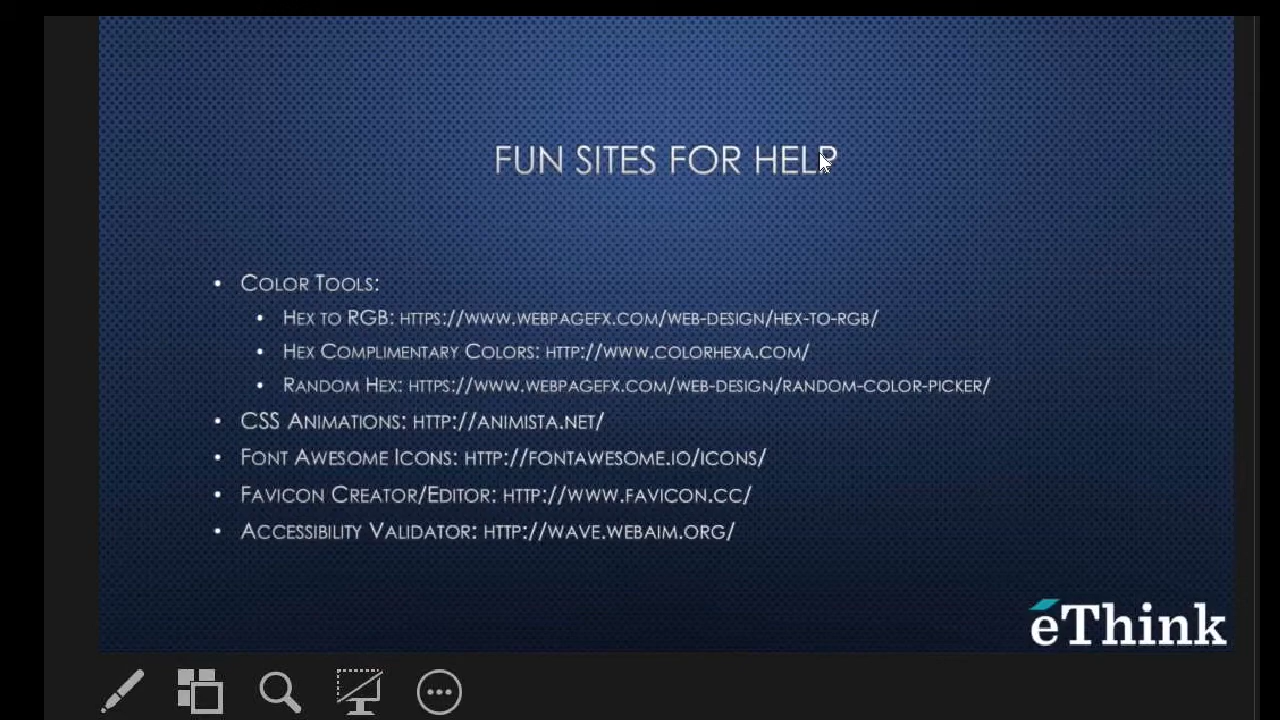 FUN SITES FOR HELP
• COLOR TOOLS:
• HEX TO RGB: HTTPS://WWW.WEBPAGEFX.COM/WEB-DESIGN/HEX-TO-RGB/
• HEX COMPLIMENTARY COLORS: HTTP://WWW.COLORHEXA.COM/
• RANDOM HEX: HTTPS://WWW.WEBPAGEFX.COM/WEB-DESIGN/RANDOM-COLOR-PICKER/
• CSS ANIMATIONS: HTTP://ANIMISTA.NET/
• FONT AWESOME ICONS: HTTP://FONTAWESOME.IO/ICONS/
• FAVICON CREATOR/EDITOR: HTTP://WWW.FAVICON.CC/
• ACCESSIBILITY VALIDATOR: HTTP://WAVE.WEBAIM.ORG/
eThink